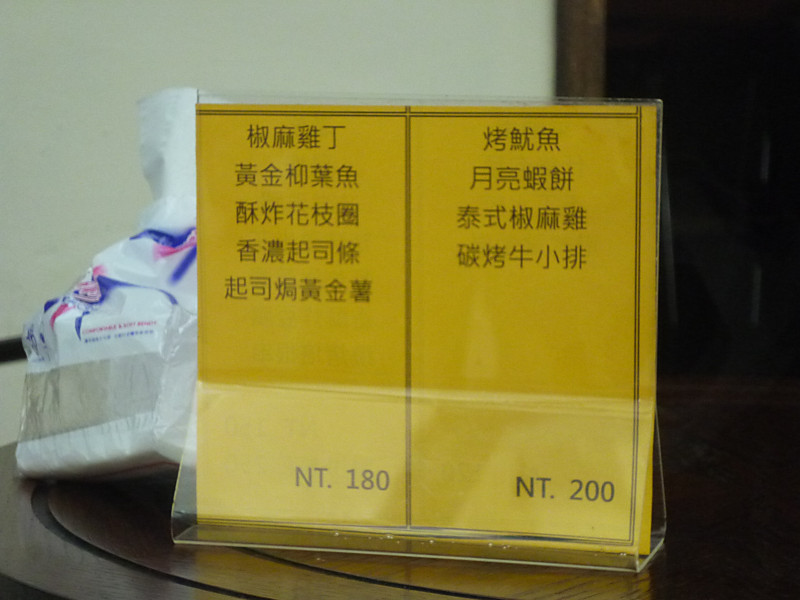 椒麻雞丁
黃金柳葉魚
酥炸花枝圈
香濃起司條
起司焗黃金薯
NT. 180
烤魷魚
月亮蝦餅
泰式椒麻雞
碳烤牛小排
NT. 200
COMFORTABLE & SOFT